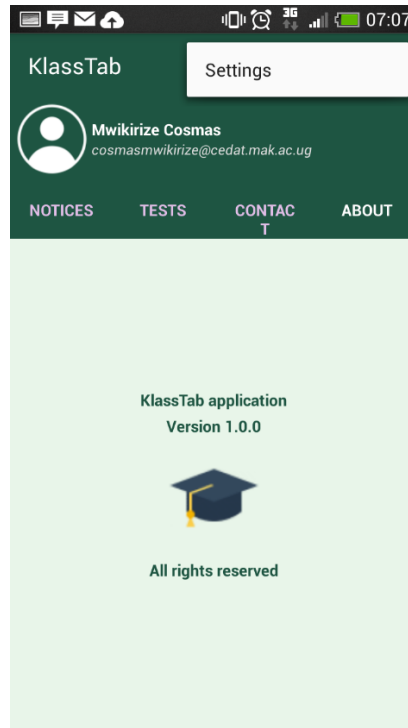 3G
07:07
KlassTab
Settings
Mwikirize Cosmas
cosmasmwikirize@cedat.mak.ac.ug
NOTICES TESTS CONTAC
T ABOUT
KlassTab application
Version 1.0.0
All rights reserved